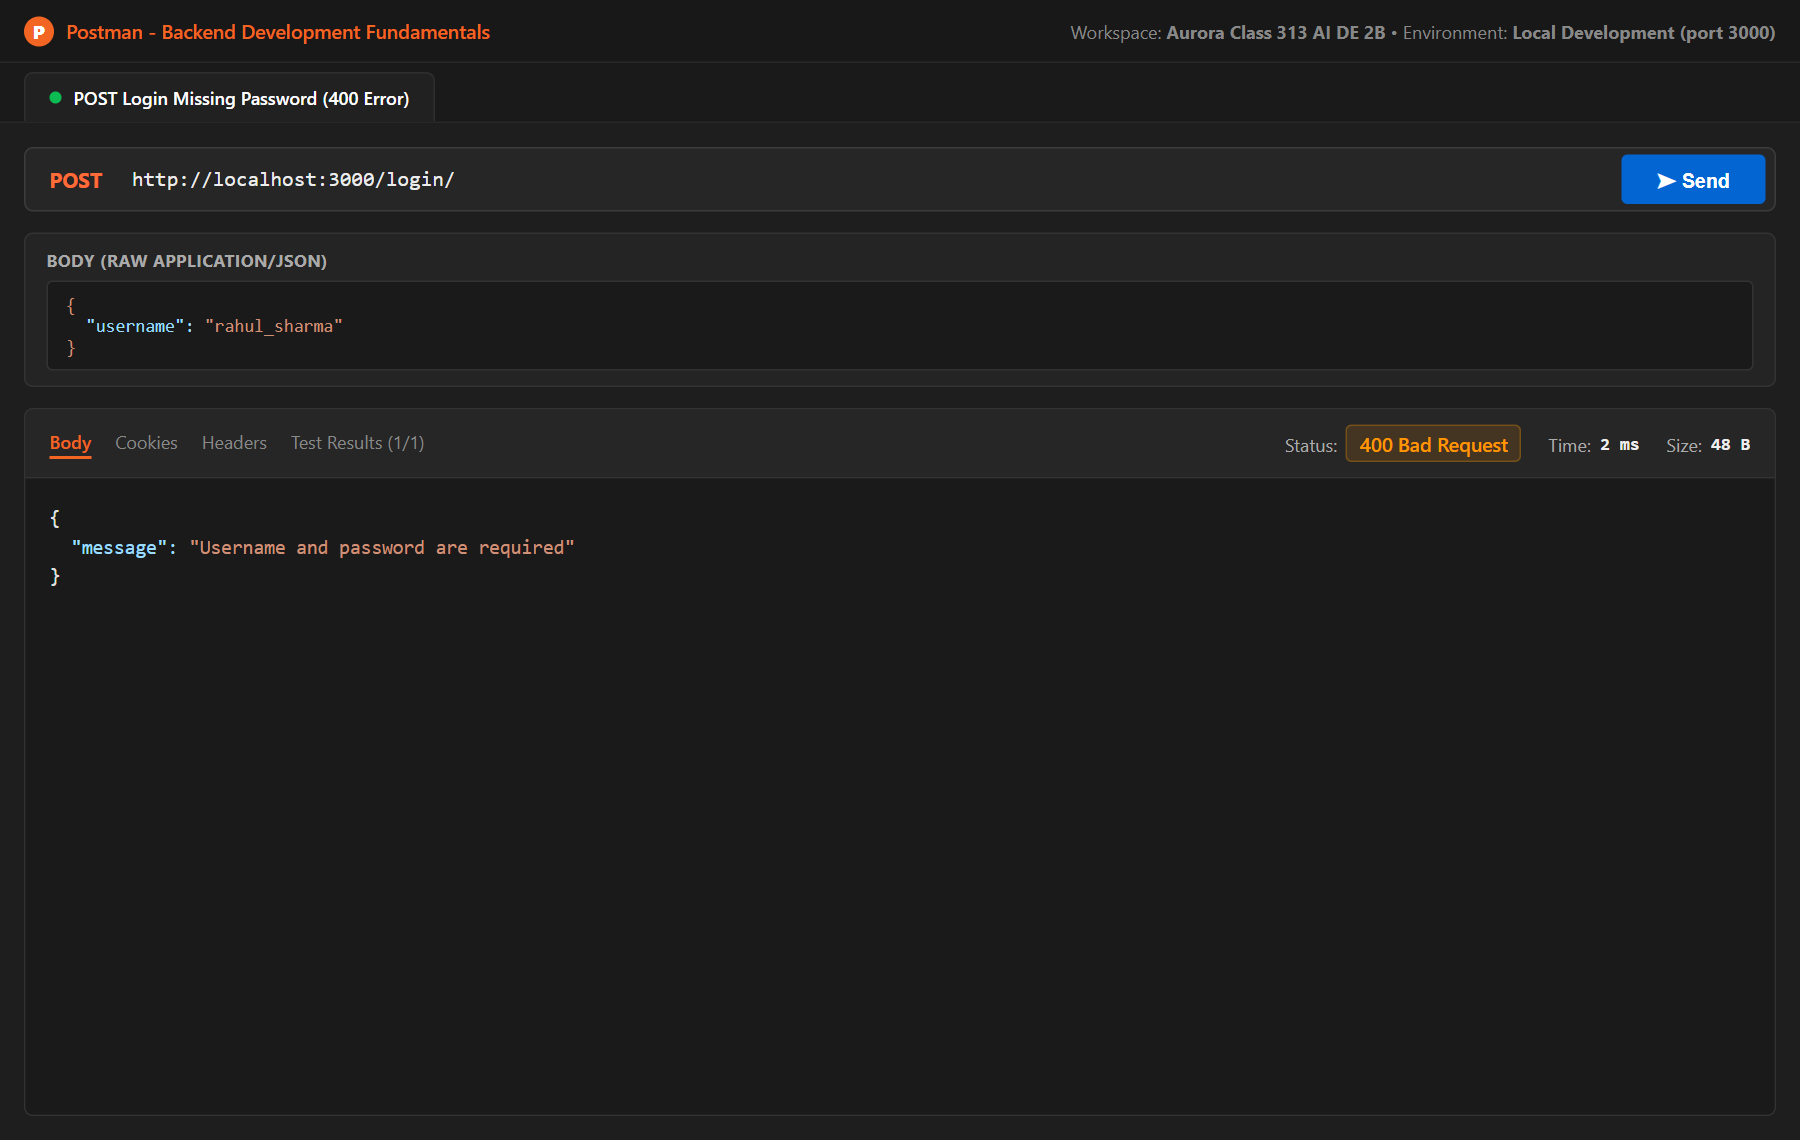 P Postman - Backend Development Fundamentals
Workspace: Aurora Class 313 AI DE 2B • Environment: Local Development (port 3000)
POST Login Missing Password (400 Error)
POST http://localhost:3000/login/
➤ Send
BODY (RAW APPLICATION/JSON)
{
  "username": "rahul_sharma"
}
Body Cookies Headers Test Results (1/1)
Status: 400 Bad Request Time: 2 ms Size: 48 B
{
  "message": "Username and password are required"
}